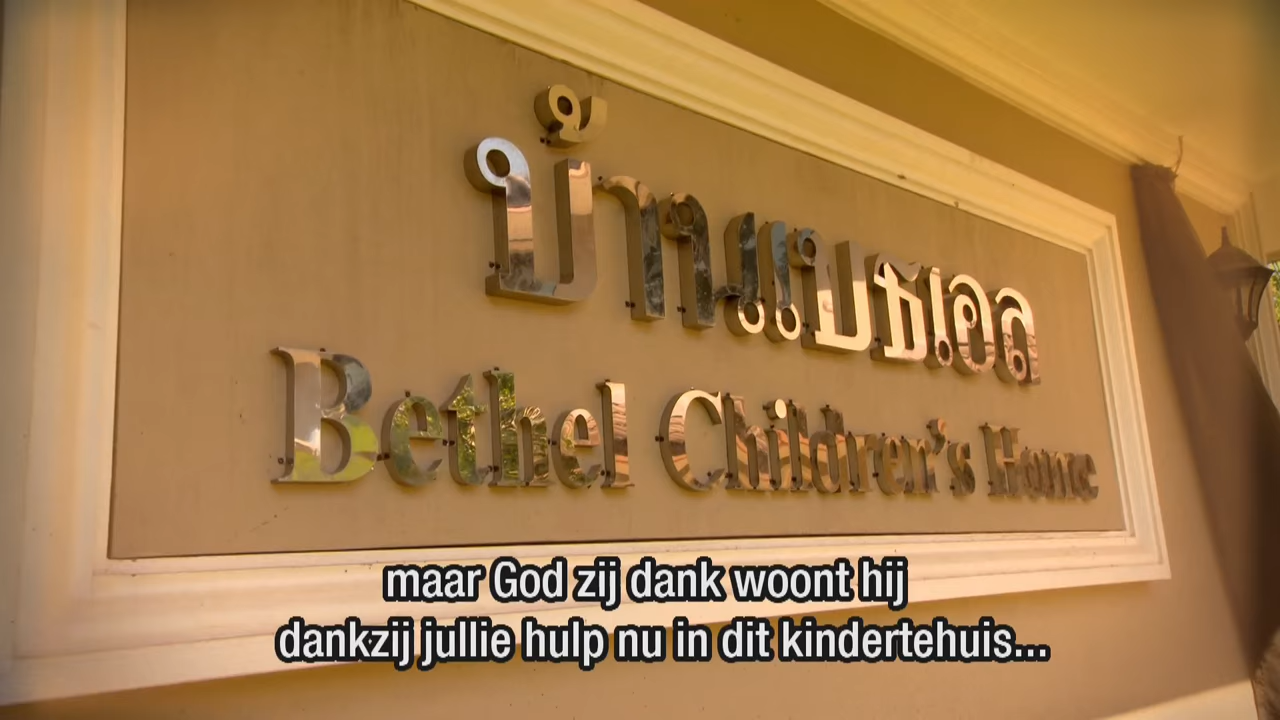 บ้านเบธเอล
Bethel Children's Home
maar God zij dank woont hij
dankzij jullie hulp nu in dit kindertehuis...